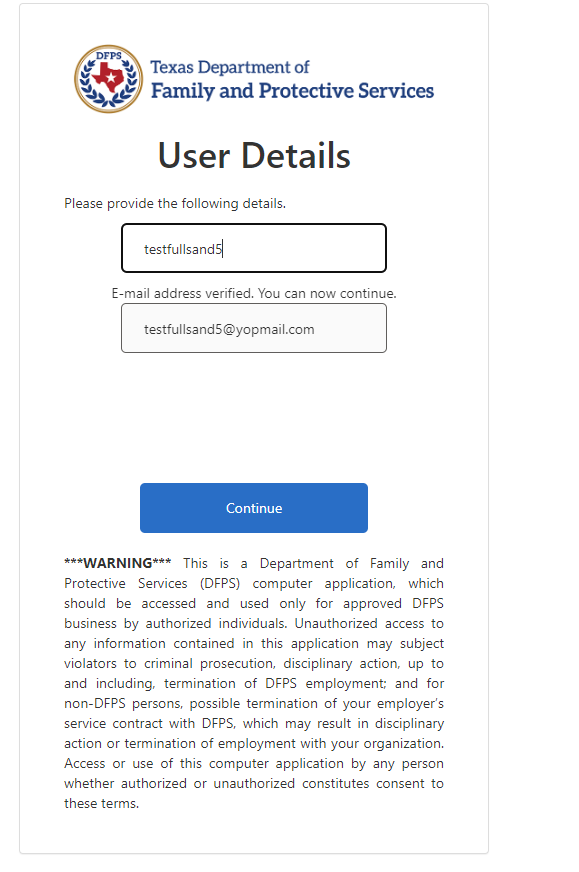 DFPS
Texas Department of
Family and Protective Services
User Details
Please provide the following details.
testfullsand5
E-mail address verified. You can now continue.
testfullsand5@yopmail.com
Continue
***WARNING*** This is a Department of Family and
Protective Services (DFPS) computer application, which
should be accessed and used only for approved DFPS
business by authorized individuals. Unauthorized access to
any information contained in this application may subject
violators to criminal prosecution, disciplinary action, up to
and including, termination of DFPS employment; and for
non-DFPS persons, possible termination of your employer's
service contract with DFPS, which may result in disciplinary
action or termination of employment with your organization.
Access or use of this computer application by any person
whether authorized or unauthorized constitutes consent to
these terms.